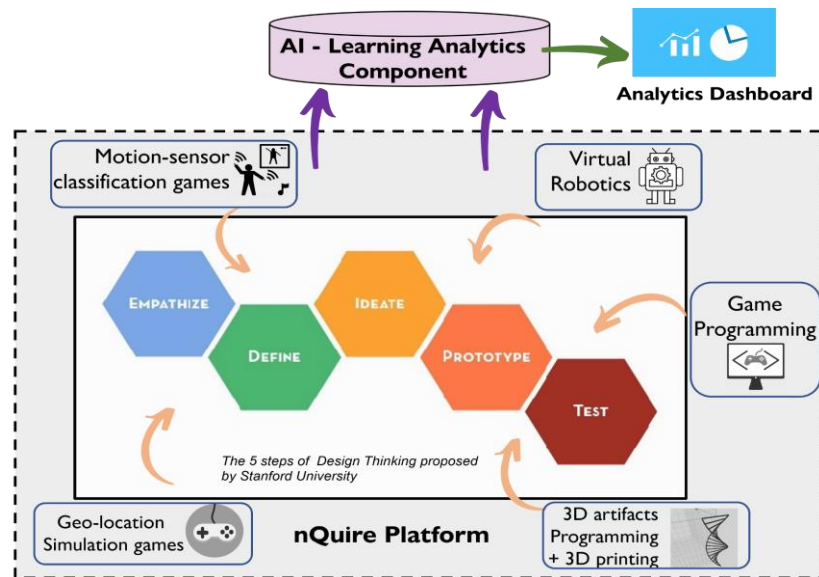 AI - Learning Analytics
Component
Analytics Dashboard
Motion-sensor
classification games
Virtual
Robotics
EMPATHIZE
IDEATE
DEFINE
PROTOTYPE
TEST
Game
Programming
The 5 steps of Design Thinking proposed
by Stanford University
Geo-location
Simulation games
nQuire Platform
3D artifacts
Programming
+ 3D printing